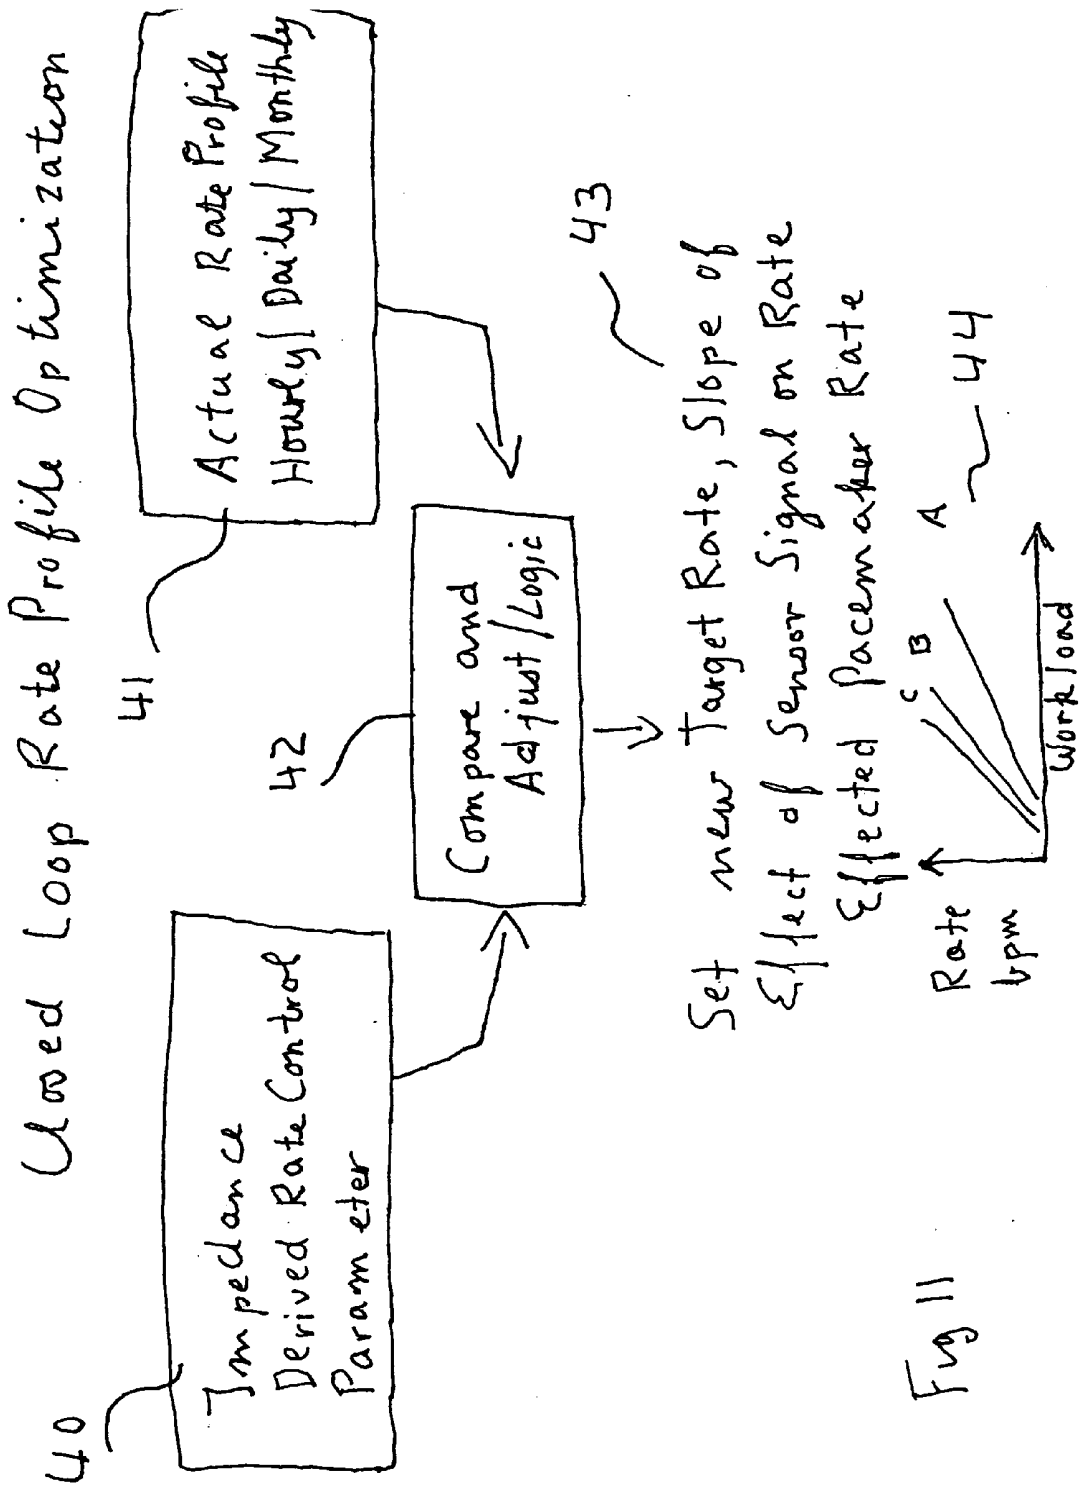 Closed Loop Rate Profile Optimization
40
Impedance
Derived Rate Control
Parameter
41
Actual Rate Profile
Hourly/Daily/Monthly
42
Compare and
Adjust/Logic
43
Set new Target Rate, Slope of
Effect of Sensor Signal on Rate
Effected Pacemaker Rate
Rate
bpm
C
B
A
44
Workload
Fig 11